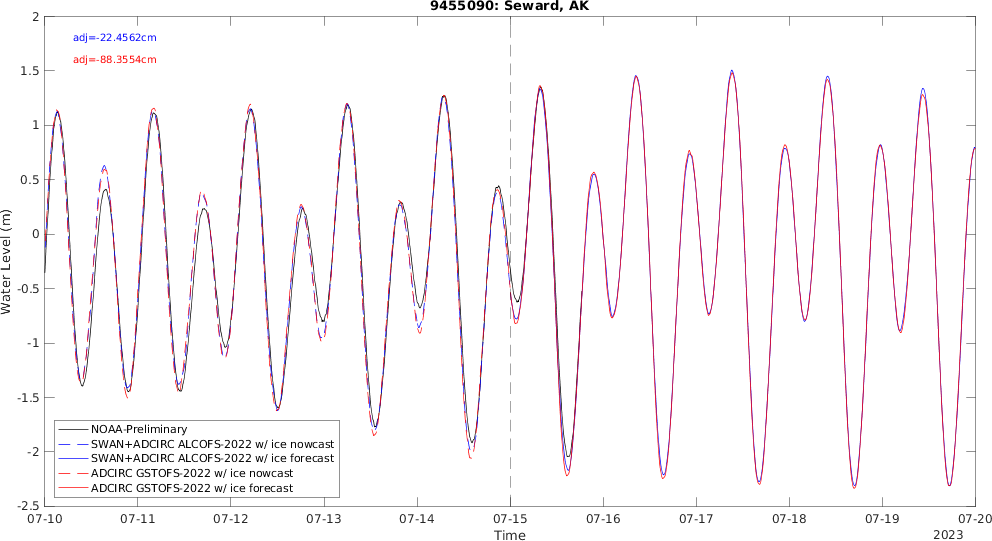 9455090: Seward, AK
adj=-22.4562cm
adj=-88.3554cm
Water Level (m)
2
1.5
1
0.5
0
-0.5
-1
-1.5
-2
-2.5
NOAA-Preliminary
SWAN+ADCIRC ALCOFS-2022 w/ ice nowcast
SWAN+ADCIRC ALCOFS-2022 w/ ice forecast
ADCIRC GSTOFS-2022 w/ ice nowcast
ADCIRC GSTOFS-2022 w/ ice forecast
07-10 07-11 07-12 07-13 07-14 07-15 07-16 07-17 07-18 07-19 07-20
Time
2023